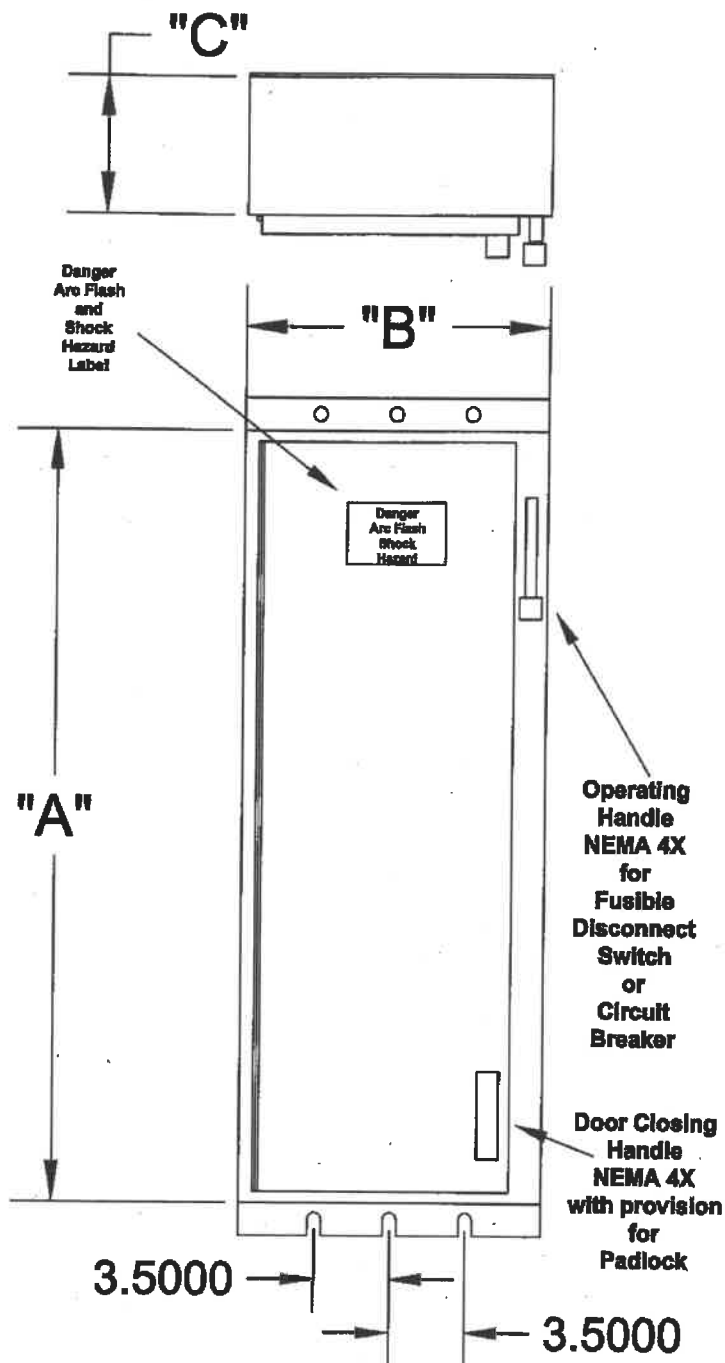 "C"
Danger
Arc Flash
and
Shock
Hazard
Label
"B"
Danger
Arc Flash
Shock
Hazard
"A"
Operating
Handle
NEMA 4X
for
Fusible
Disconnect
Switch
or
Circuit
Breaker
Door Closing
Handle
NEMA 4X
with provision
for
Padlock
3.5000
3.5000